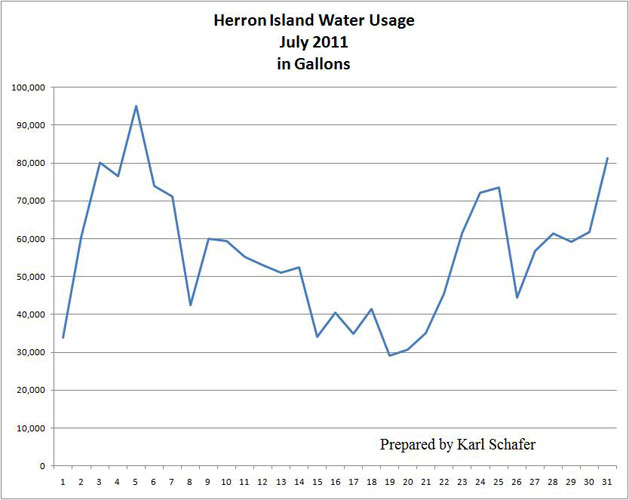 Herron Island Water Usage
July 2011
in Gallons
100,000
90,000
80,000
70,000
60,000
50,000
40,000
30,000
20,000
10,000
0
Prepared by Karl Schafer
1 2 3 4 5 6 7 8 9 10 11 12 13 14 15 16 17 18 19 20 21 22 23 24 25 26 27 28 29 30 31